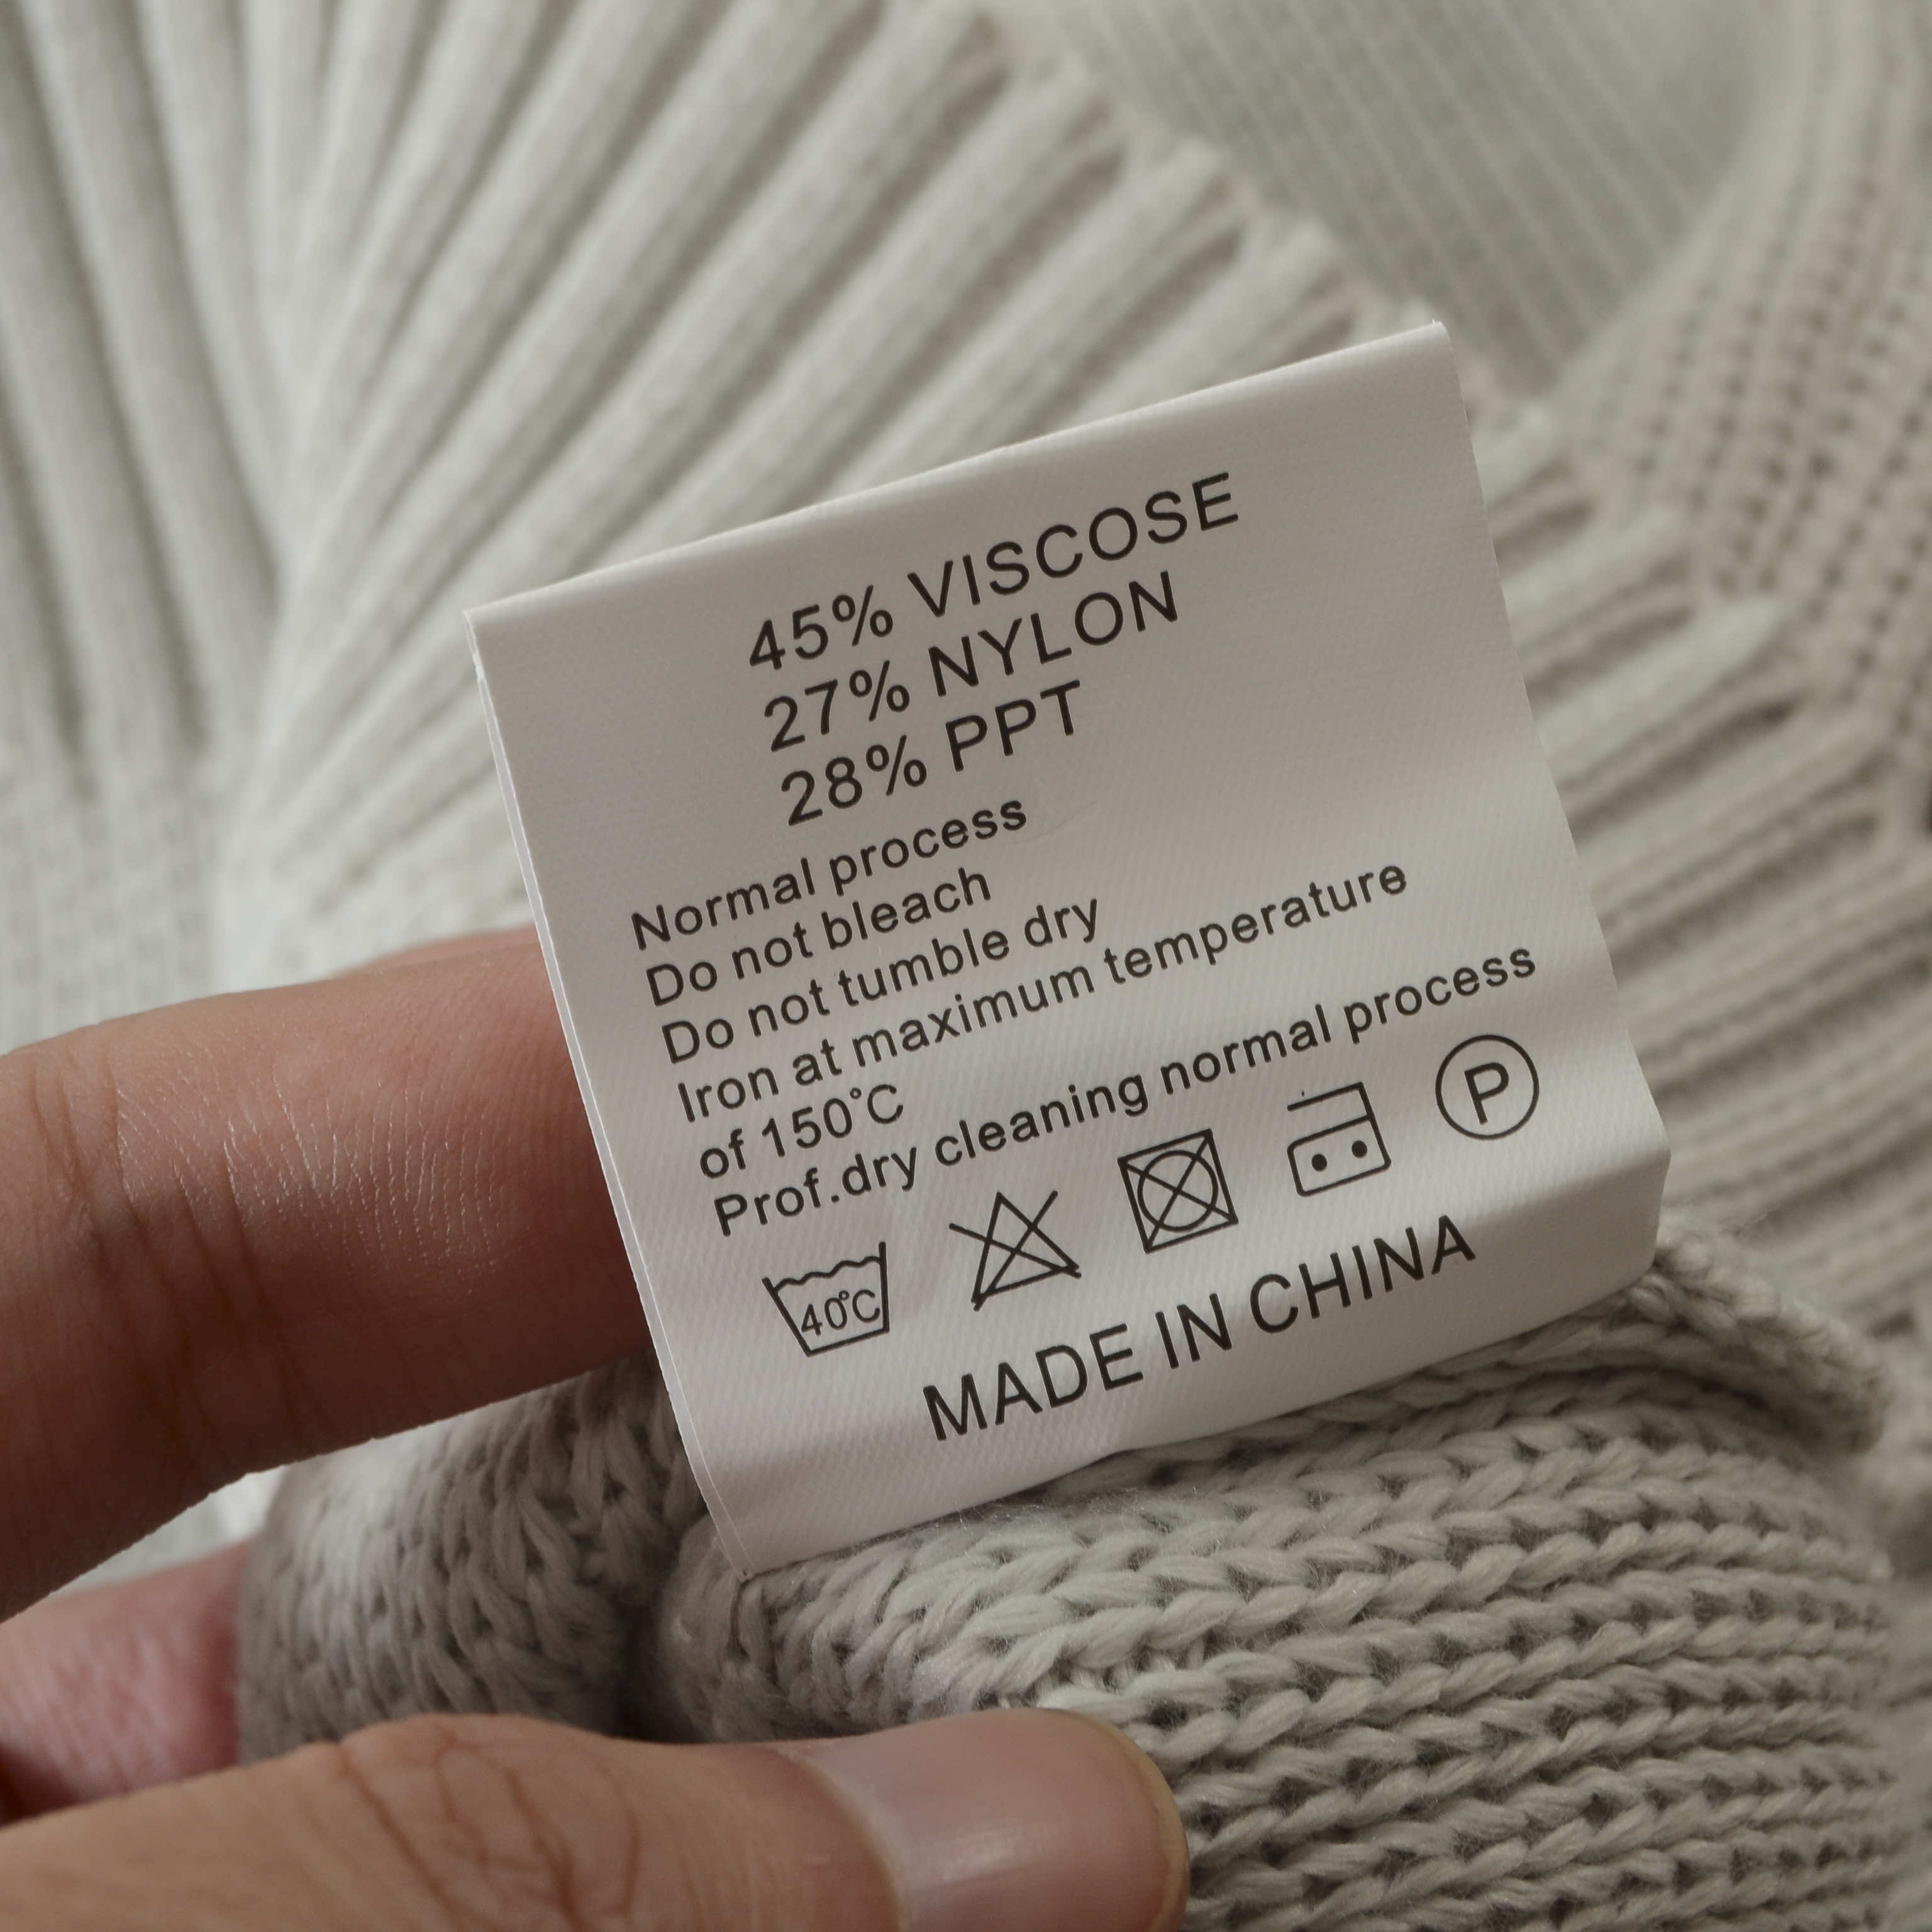 45% VISCOSE
27% NYLON
28% PPT
Normal process
Do not bleach
Do not tumble dry
Iron at maximum temperature
of 150°C
Prof.dry cleaning normal process
40°C
P
MADE IN CHINA